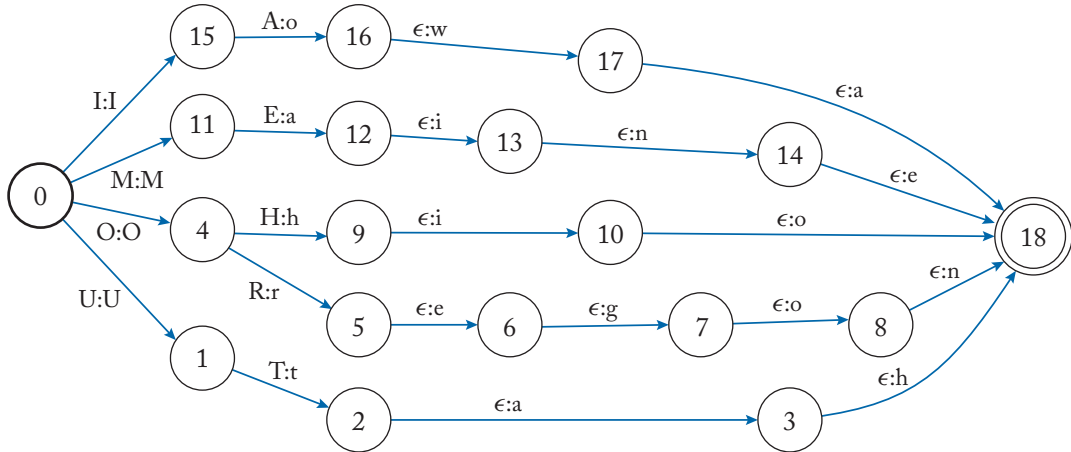 15 A:o 16 ϵ:w 17 ϵ:a
I:I
11 E:a 12 ϵ:i 13 ϵ:n 14 ϵ:e
M:M
0 O:O 4 H:h 9 ϵ:i 10 ϵ:o 18
R:r 5 ϵ:e 6 ϵ:g 7 ϵ:o 8 ϵ:n
U:U 1 T:t 2 ϵ:a 3 ϵ:h